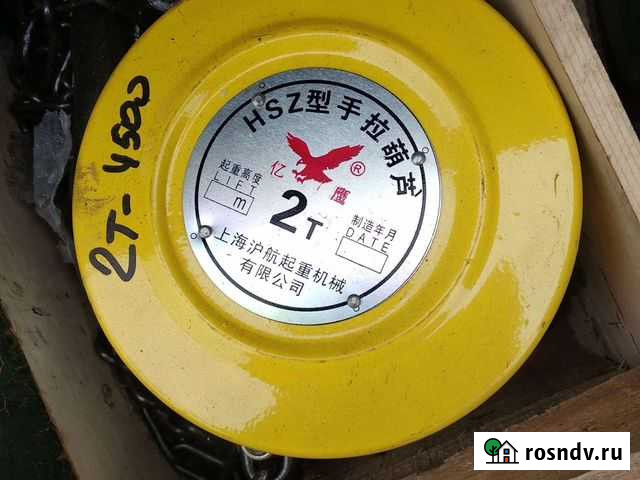 HSZ型手拉葫芦
亿 鹰 ®
起重高度
LIFT
m
2T
制造年月
DATE
上海沪航起重机械
有限公司
2T-4500
rosndv.ru